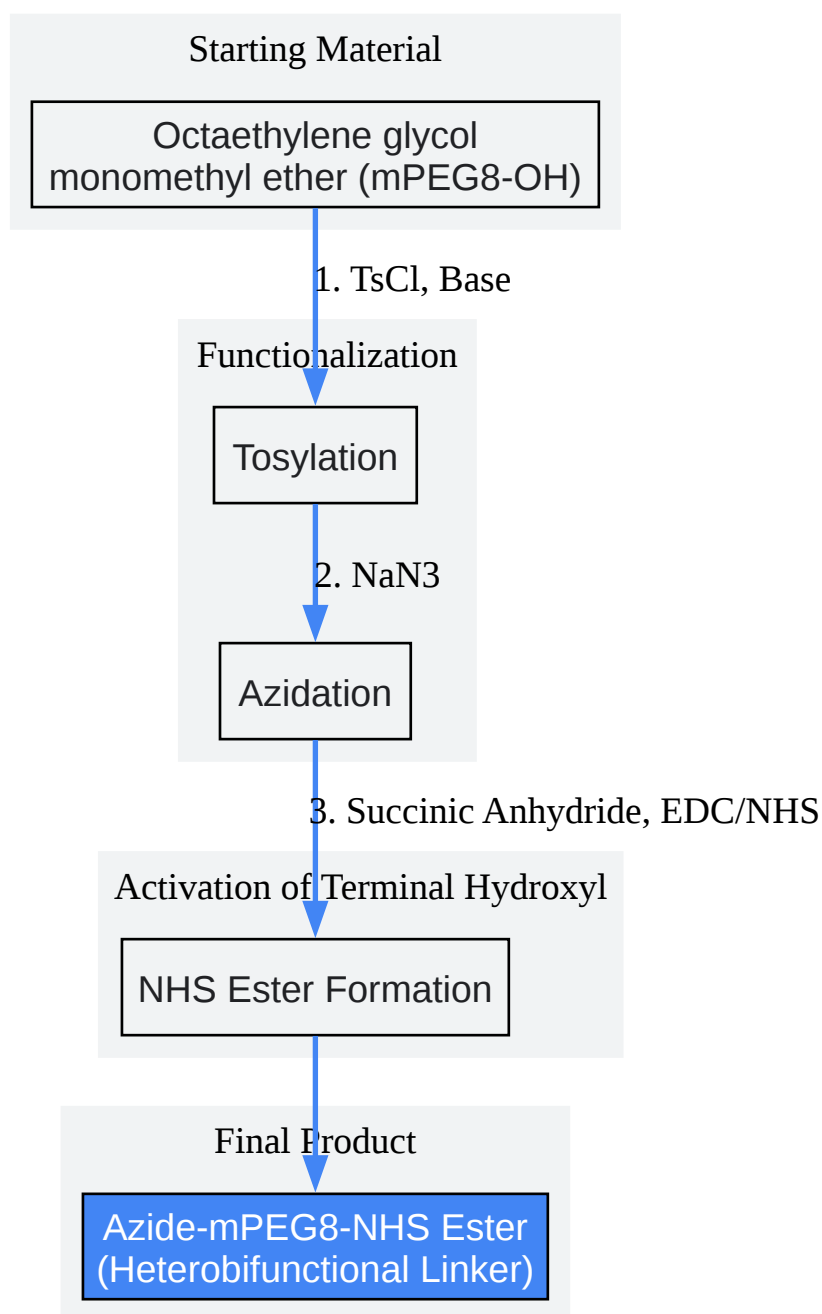 Starting Material
Octaethylene glycol
monomethyl ether (mPEG8-OH)
1. TsCl, Base
Functionalization
Tosylation
2. NaN3
Azidation
3. Succinic Anhydride, EDC/NHS
Activation of Terminal Hydroxyl
NHS Ester Formation
Final Product
Azide-mPEG8-NHS Ester
(Heterobifunctional Linker)